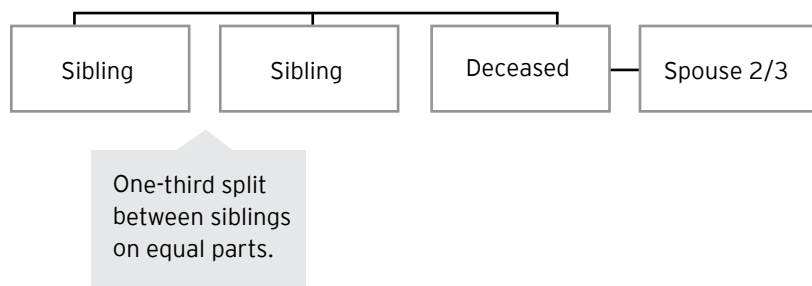 Sibling
Sibling
Deceased
Spouse 2/3
One-third split
between siblings
on equal parts.